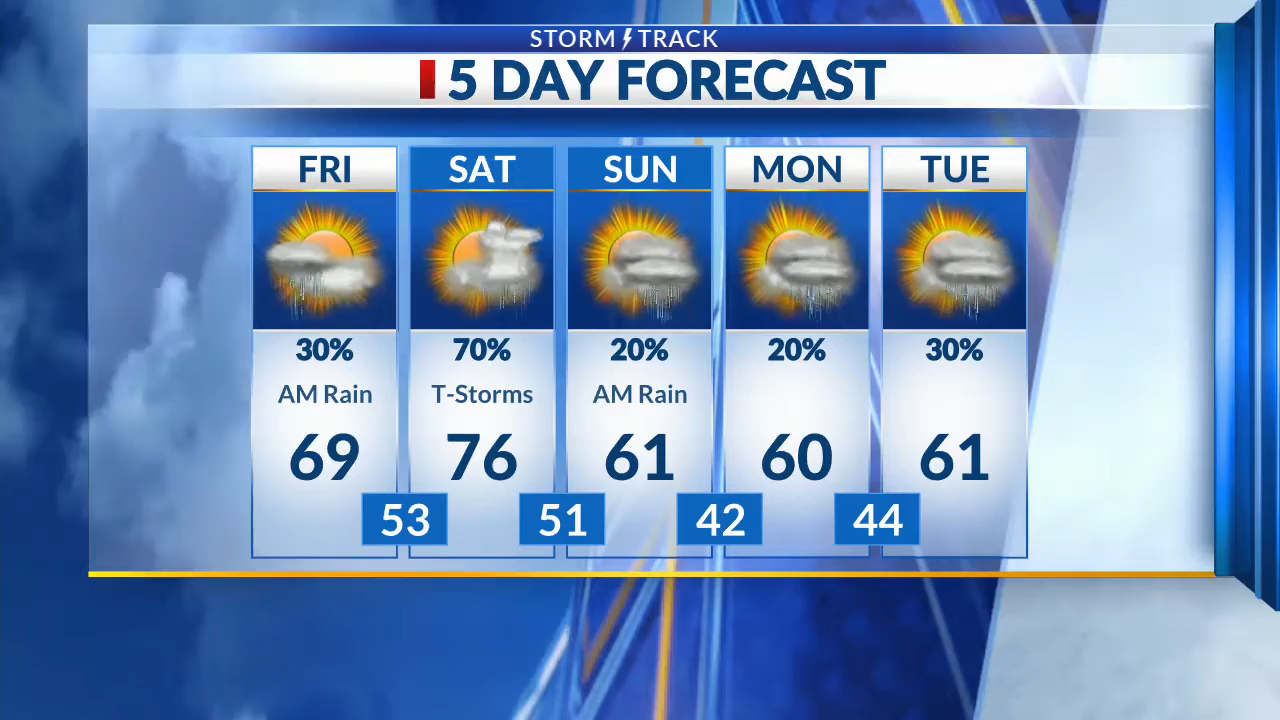 STORM TRACK
5 DAY FORECAST
FRI SAT SUN MON TUE
30% 70% 20% 20% 30%
AM Rain T-Storms AM Rain
69 76 61 60 61
53 51 42 44